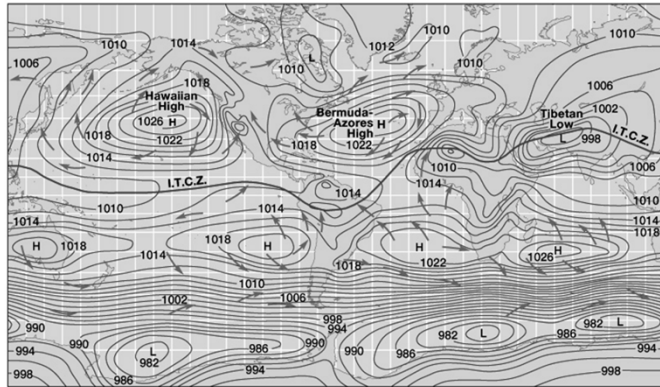 1010
1014
1012
1010
1010
1006
1018
1010
L
1010
1006
Hawaiian
High
1026 H
Bermuda-
Azores H
High
1002
Tibetan
Low
L 998
I.T.C.Z.
1018
1022
1018
1022
1014
1010
1006
I.T.C.Z.
1014
1014
1010
1010
1014
1014
1014
1018
H
1018
1018
H
H
H
1014
1018
1022
1026
1010
1002
1006
998
994
990
982
L
982
990
990
986
990
986
994
L
982
998
986
994
994
998